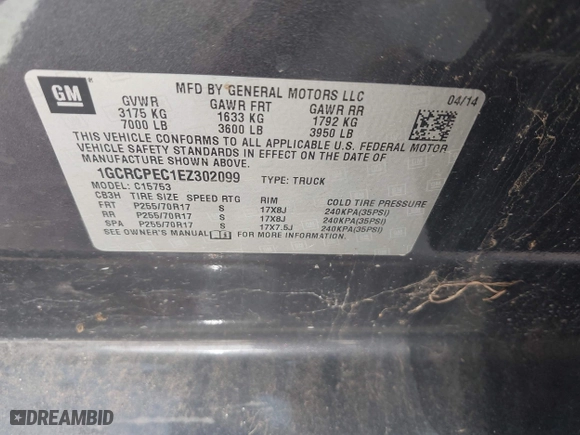 GM
MFD BY GENERAL MOTORS LLC
04/14
GVWR GAWR FRT GAWR RR
3175 KG 1633 KG 1792 KG
7000 LB 3600 LB 3950 LB
THIS VEHICLE CONFORMS TO ALL APPLICABLE U.S. FEDERAL MOTOR
VEHICLE SAFETY STANDARDS IN EFFECT ON THE DATE OF
MANUFACTURE SHOWN ABOVE.
1GCRCPEC1EZ302099 TYPE: TRUCK
MODEL: C15753
CB3H TIRE SIZE SPEED RTG RIM COLD TIRE PRESSURE
FRT P255/70R17 S 17X8J 240KPA(35PSI)
RR P255/70R17 S 17X8J 240KPA(35PSI)
SPA P255/70R17 S 17X7.5J 240KPA(35PSI)
SEE OWNER'S MANUAL FOR MORE INFORMATION.
DREAMBID